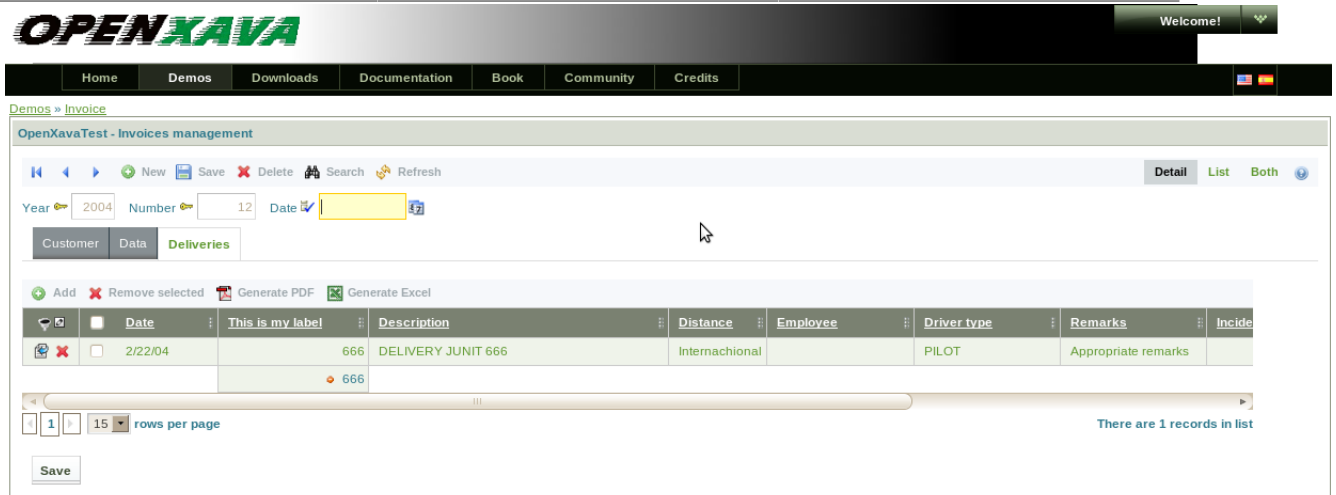 OPENXAVA
Welcome!
Home Demos Downloads Documentation Book Community Credits
Demos » Invoice
OpenXavaTest - Invoices management
New Save Delete Search Refresh Detail List Both
Year 2004 Number 12 Date
Customer Data Deliveries
Add Remove selected Generate PDF Generate Excel
Date This is my label Description Distance Employee Driver type Remarks Incide
2/22/04 666 DELIVERY JUNIT 666 Internachional PILOT Appropriate remarks
666
1 15 rows per page There are 1 records in list
Save